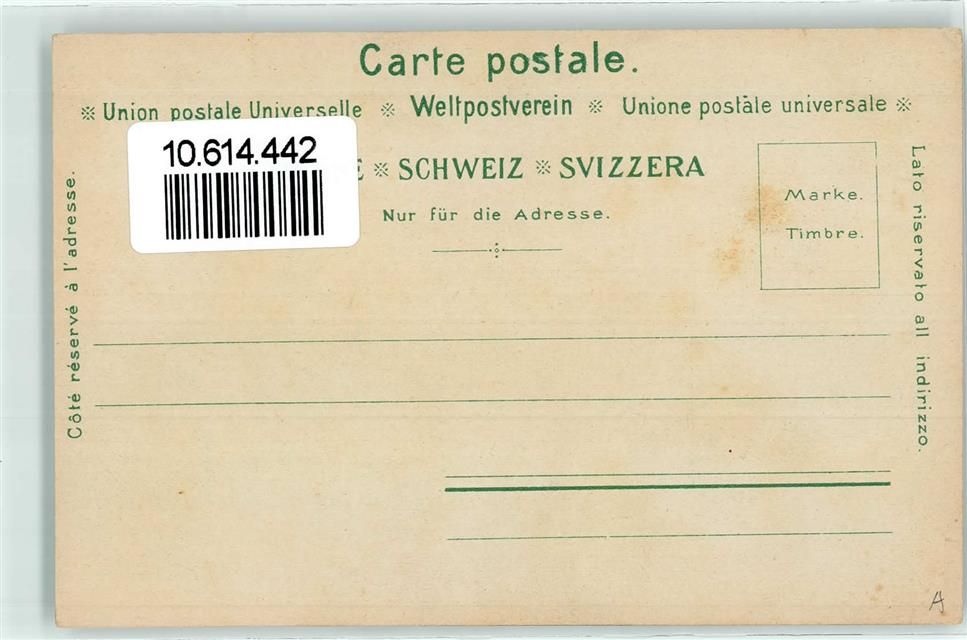 Carte postale.
※ Union postale Universelle ※ Weltpostverein ※ Unione postale universale ※
10.614.442
※ SCHWEIZ ※ SVIZZERA
Nur für die Adresse.
Marke.
Timbre.
Côté réservé à l'adresse.
Lato riservato all indirizzo.
A